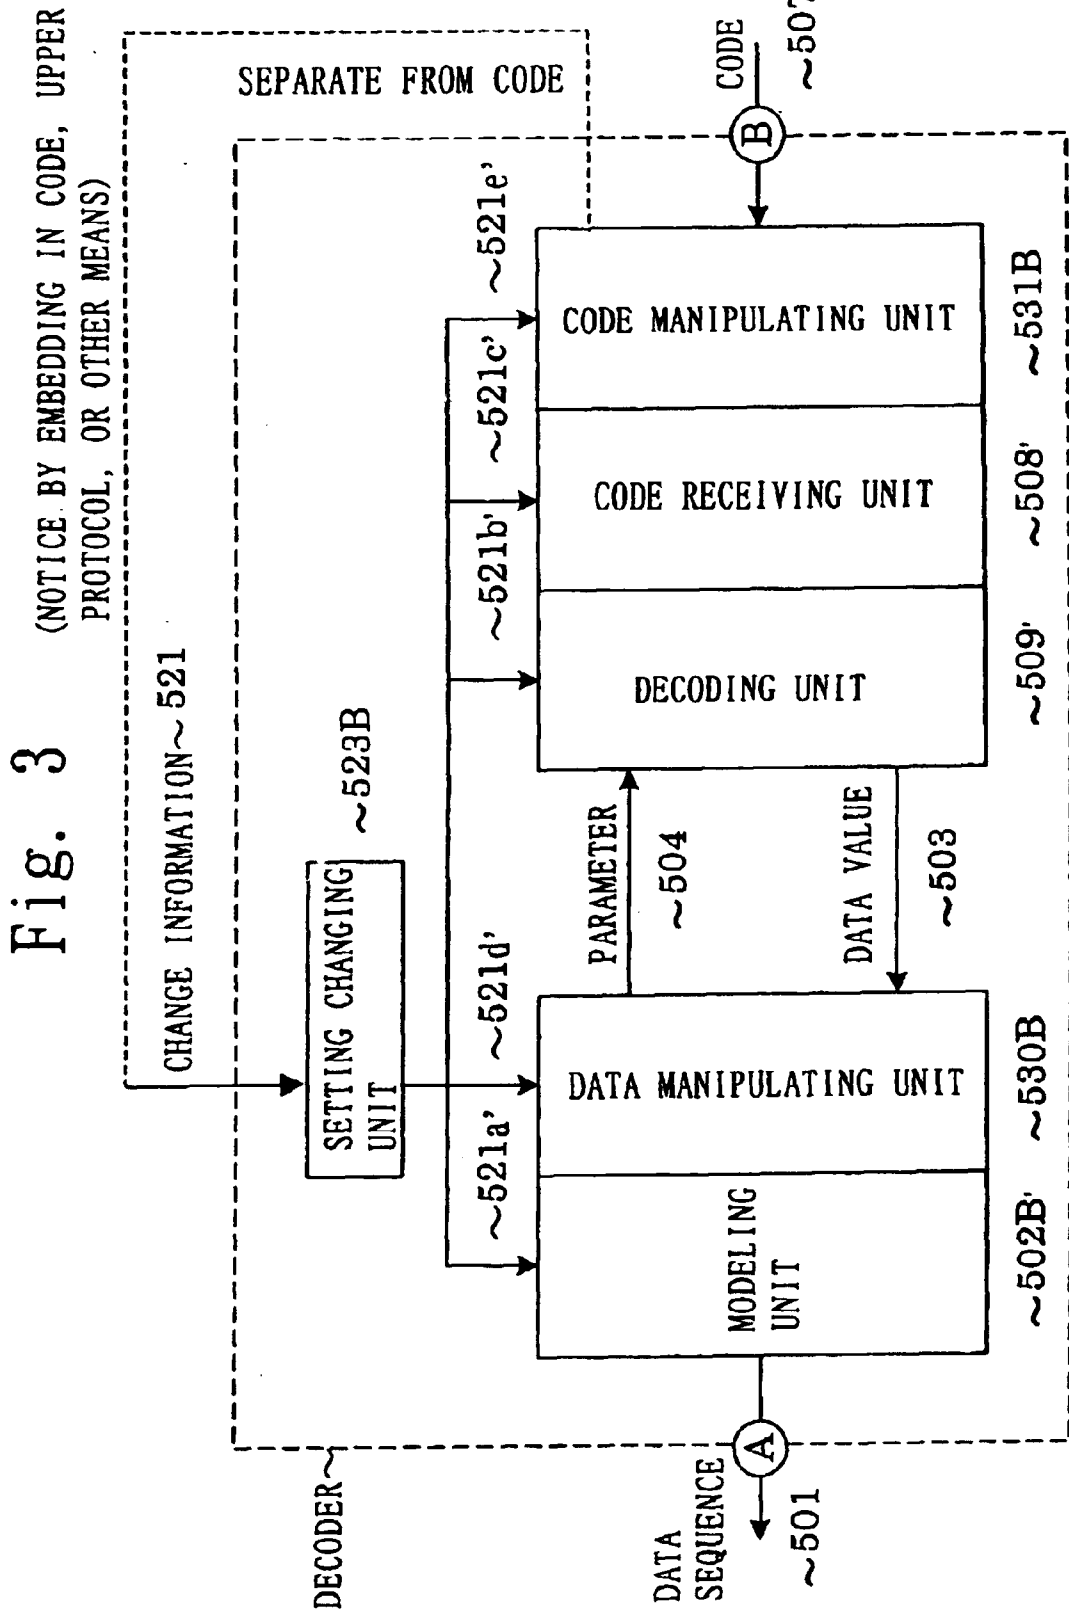 Fig. 3
(NOTICE BY EMBEDDING IN CODE, UPPER
PROTOCOL, OR OTHER MEANS)
CHANGE INFORMATION~521
SEPARATE FROM CODE
DECODER~
SETTING CHANGING
UNIT
~523B
~521a'
~521d'
~521b'
~521c'
~521e'
DATA
SEQUENCE
A
~501
MODELING
UNIT
~502B'
DATA MANIPULATING UNIT
~530B
PARAMETER
~504
DATA VALUE
~503
DECODING UNIT
~509'
CODE RECEIVING UNIT
~508'
CODE MANIPULATING UNIT
~531B
CODE
B
~507